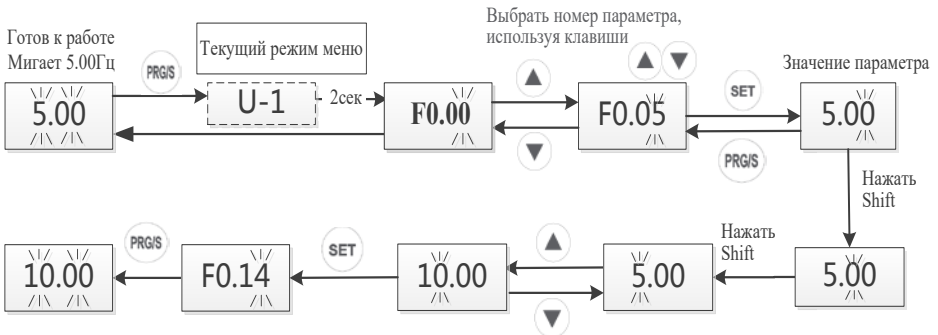 Готов к работе
Мигает 5.00Гц
PRG/S
Текущий режим меню
Выбрать номер параметра,
используя клавиши
Значение параметра
5.00
U-1
2сек
F0.00
F0.05
SET
PRG/S
5.00
Нажать
Shift
Нажать
Shift
10.00
PRG/S
F0.14
SET
10.00
5.00
5.00